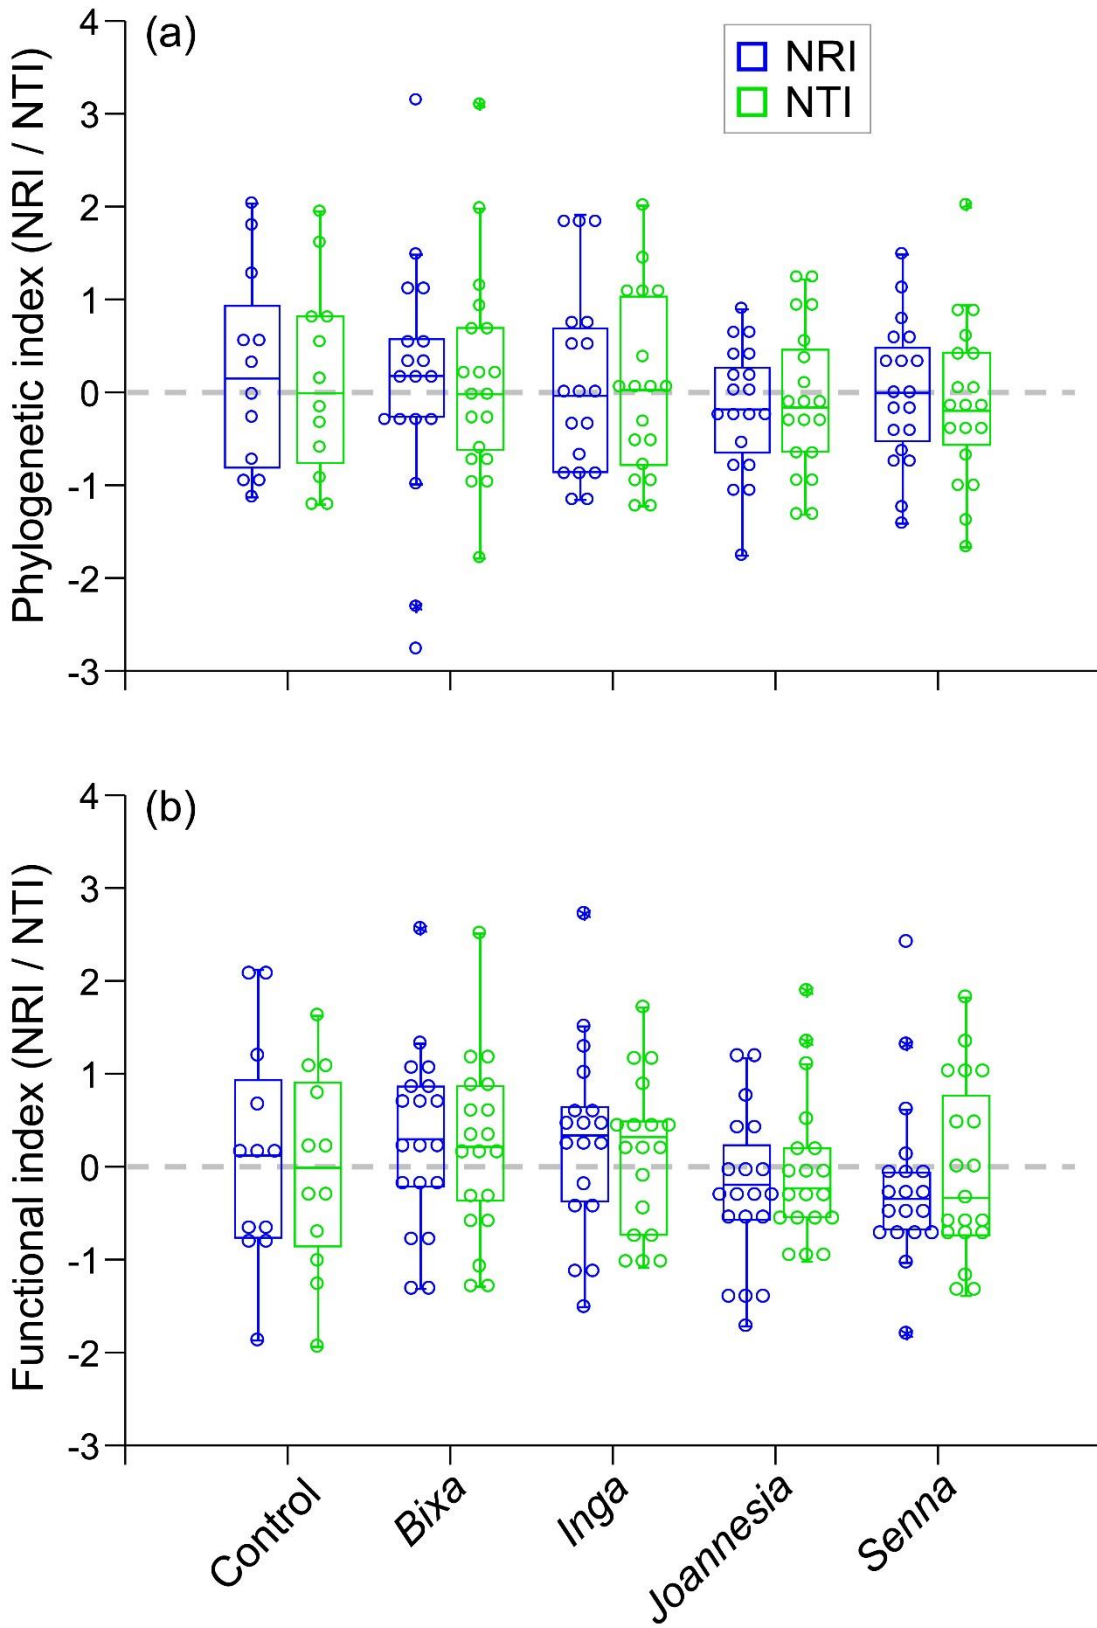 (a)
NRI
NTI
Phylogenetic index (NRI / NTI)
4
3
2
1
0
-1
-2
-3
(b)
Functional index (NRI / NTI)
4
3
2
1
0
-1
-2
-3
Control
Bixa
Inga
Joannesia
Senna